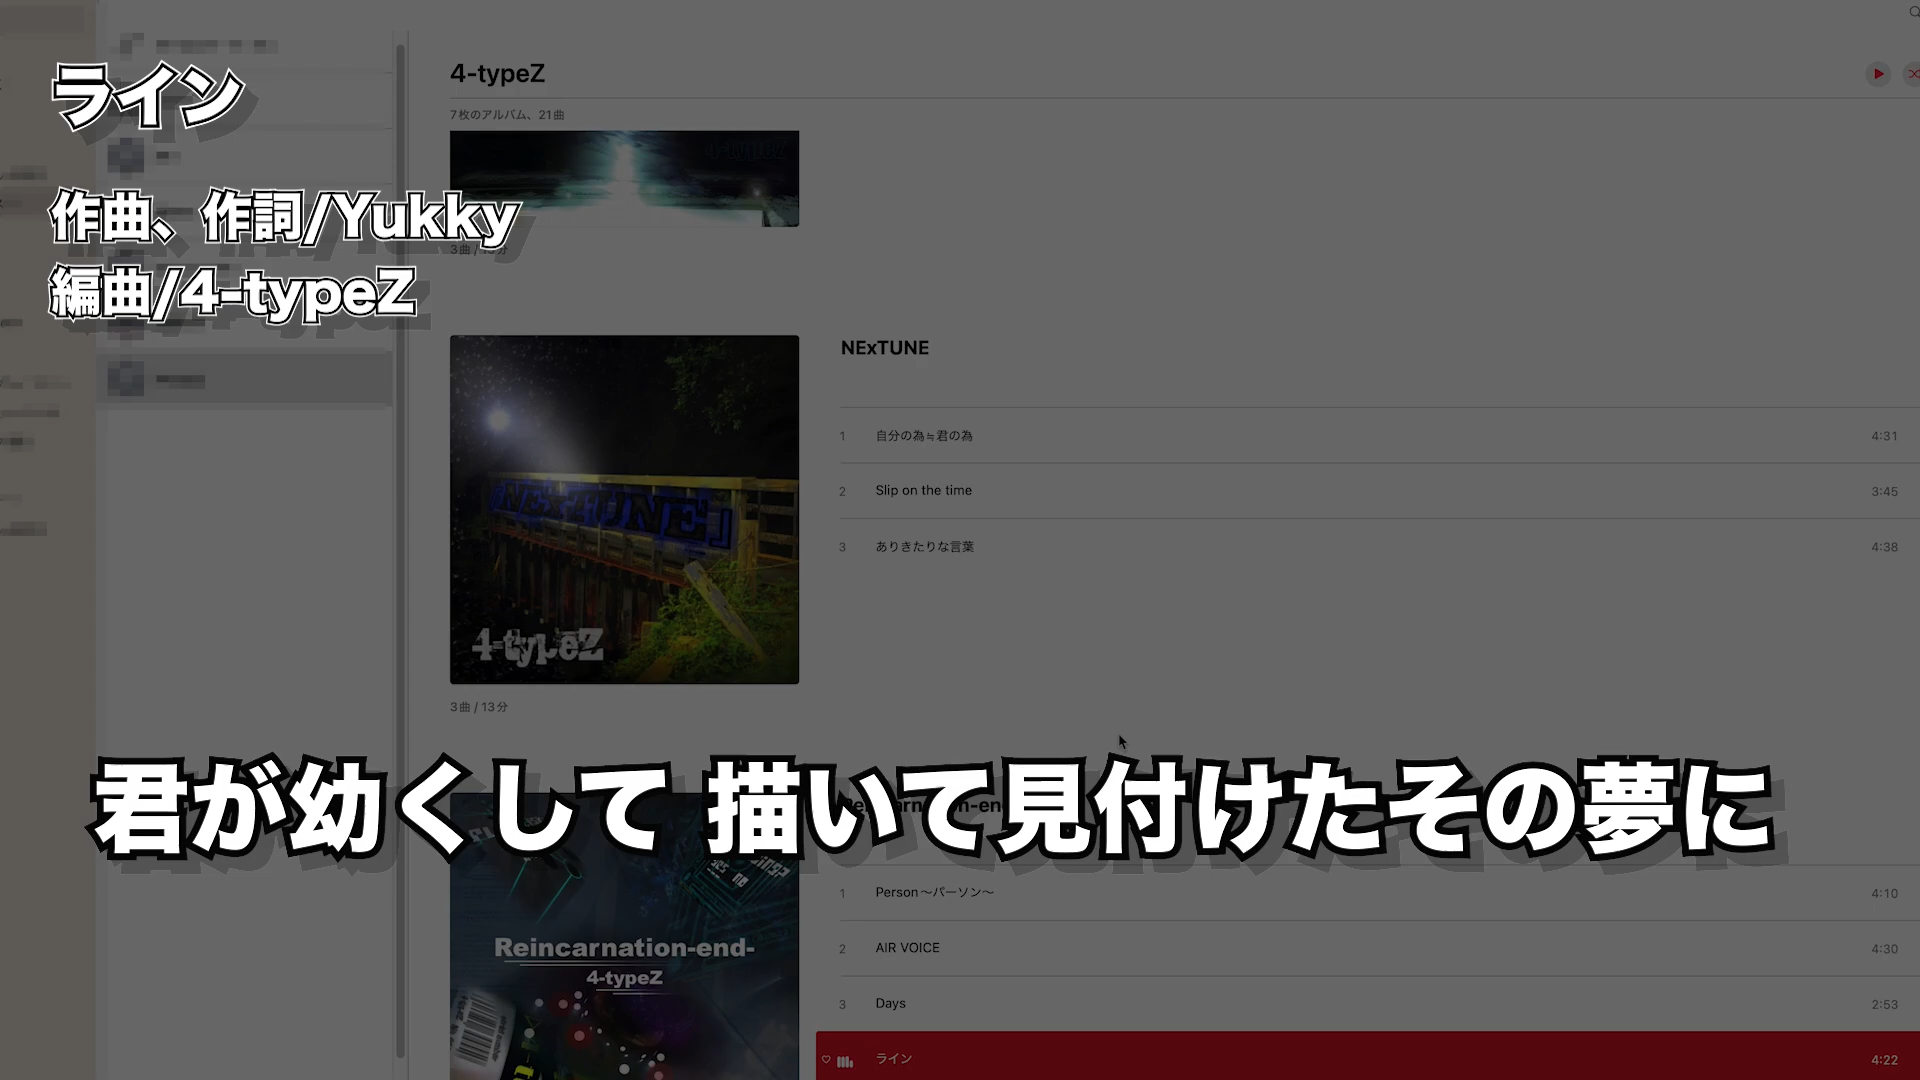 ライン
作曲、作詞/Yukky
編曲/4-typeZ
4-typeZ
7枚のアルバム、21曲
NExTUNE
1 自分の為≒君の為 4:31
2 Slip on the time 3:45
3 ありきたりな言葉 4:38
「NExTUNE」
4-typeZ
3曲 / 13分
君が幼くして 描いて見付けたその夢に
Reincarnation-end-
4-typeZ
1 Person〜パーソン〜 4:10
2 AIR VOICE 4:30
3 Days 2:53
ライン 4:22